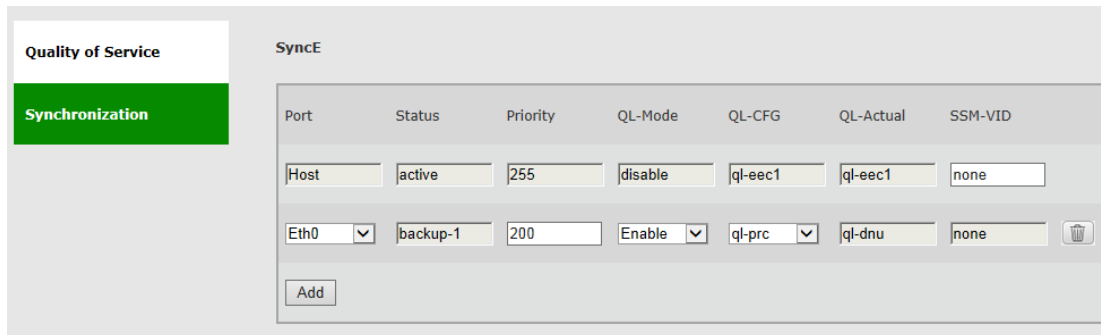 Quality of Service
SyncE
Synchronization
Port Status Priority QL-Mode QL-CFG QL-Actual SSM-VID
Host active 255 disable ql-eec1 ql-eec1 none
Eth0 backup-1 200 Enable ql-prc ql-dnu none
Add